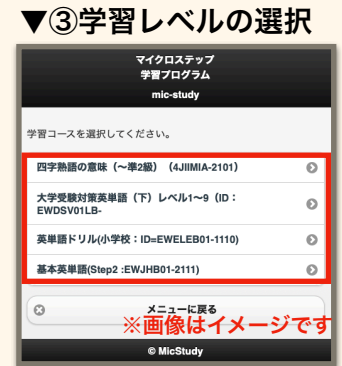 ▼③学習レベルの選択
マイクロステップ
学習プログラム
mic-study
学習コースを選択してください。
四字熟語の意味（～準2級）（4JIIMIA-2101）
大学受験対策英単語（下）レベル1～9（ID：
EWDSV01LB-
英単語ドリル(小学校：ID=EWELEB01-1110)
基本英単語(Step2 :EWJHB01-2111)
メニューに戻る
※画像はイメージです
© MicStudy